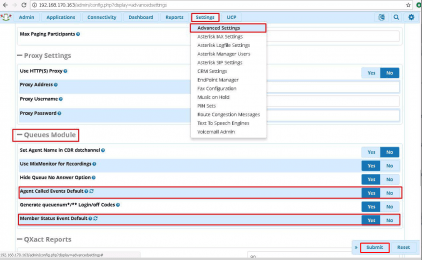 192.168.170.163/admin/config.php?display=advancedsettings
Admin Applications Connectivity Dashboard Reports Settings UCP
Max Paging Participants
Advanced Settings
Asterisk IAX Settings
Asterisk Logfile Settings
Asterisk Manager Users
Asterisk SIP Settings
CRM Settings
EndPoint Manager
Fax Configuration
Music on Hold
PIN Sets
Route Congestion Messages
Text To Speech Engines
Voicemail Admin
Proxy Settings
Use HTTP(S) Proxy Yes No
Proxy Address
Proxy Username
Proxy Password
Queues Module
Set Agent Name in CDR dstchannel Yes No
Use MixMonitor for Recordings Yes No
Hide Queue No Answer Option Yes No
Agent Called Events Default Yes No
Generate queuenum*/** Login/off Codes Yes No
Member Status Event Default Yes No
QXact Reports
» Submit Reset
192.168.170.163/admin/config.php?display=advancedsettings#